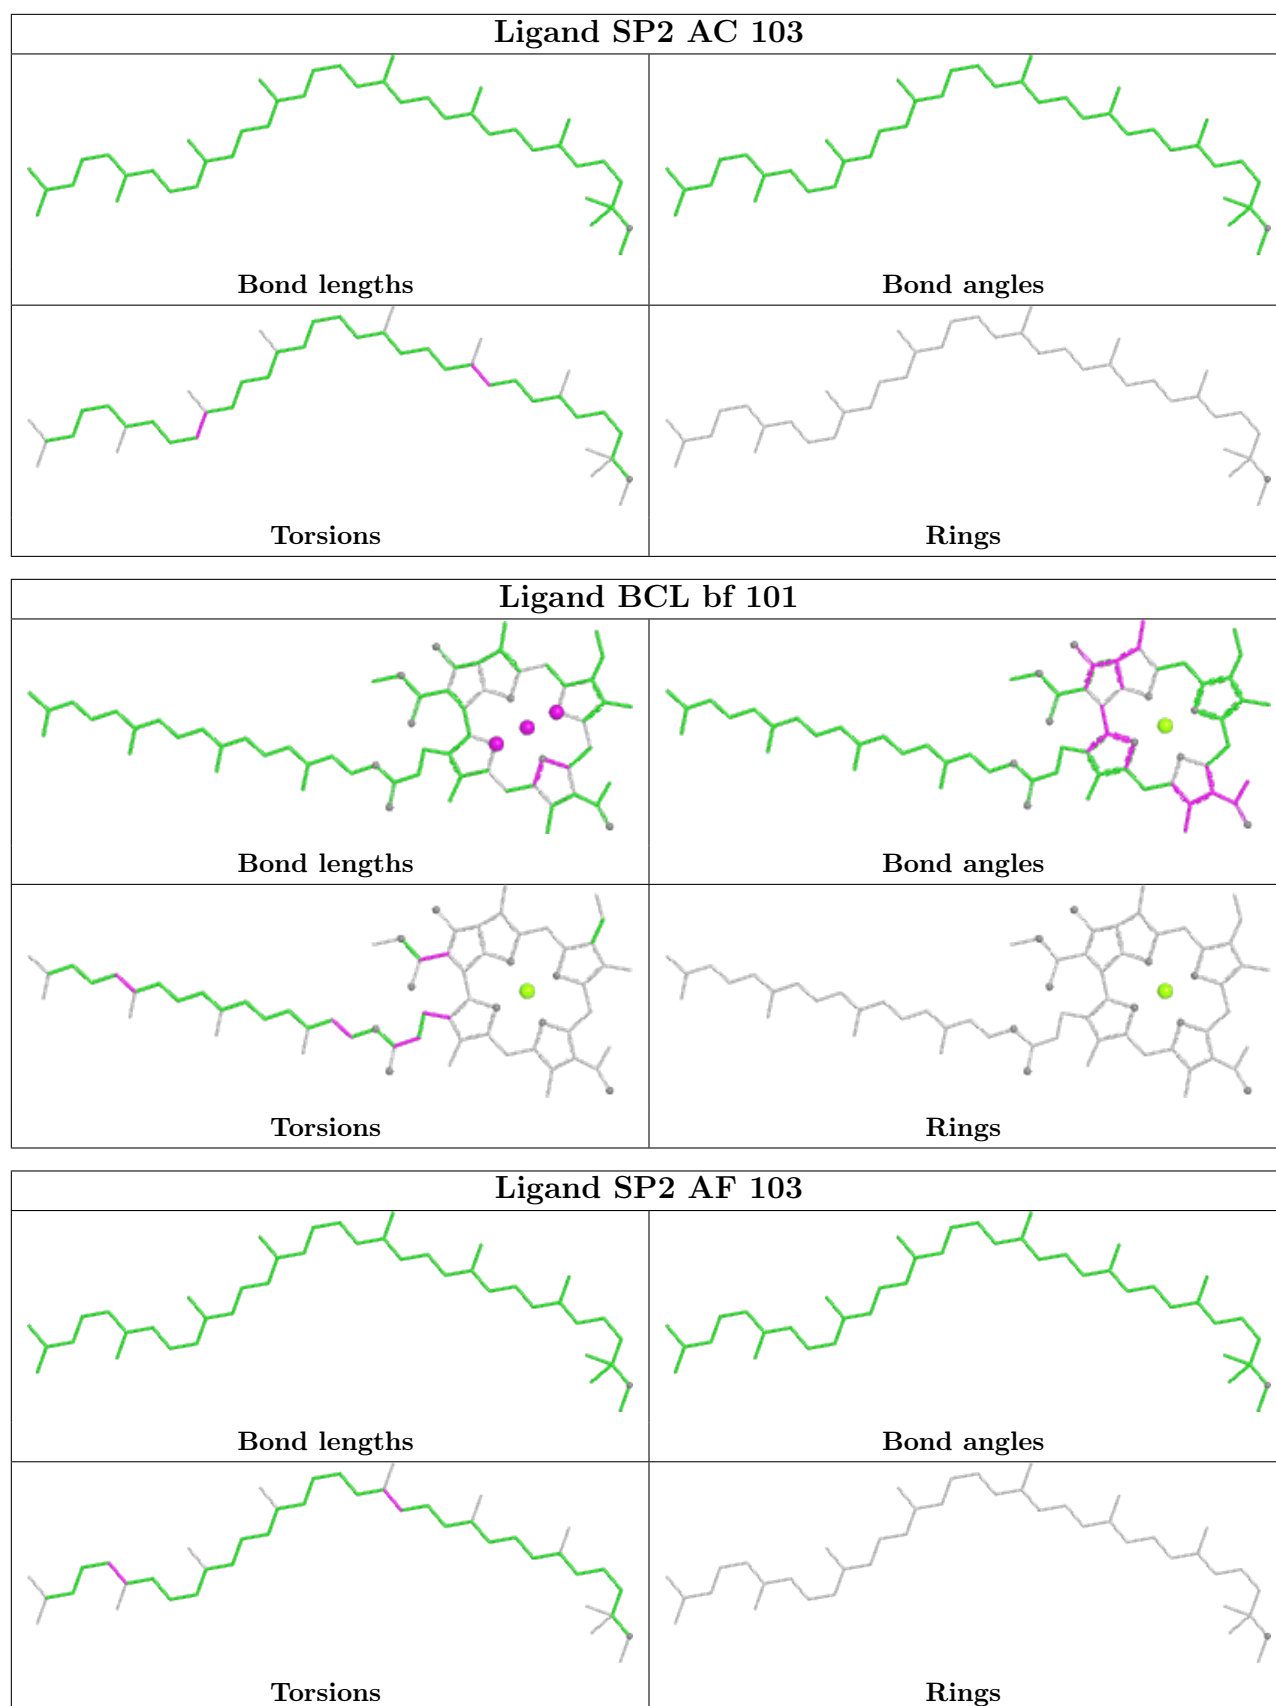 Ligand SP2 AC 103
Bond lengths
Bond angles
Torsions
Rings
Ligand BCL bf 101
Bond lengths
Bond angles
Torsions
Rings
Ligand SP2 AF 103
Bond lengths
Bond angles
Torsions
Rings